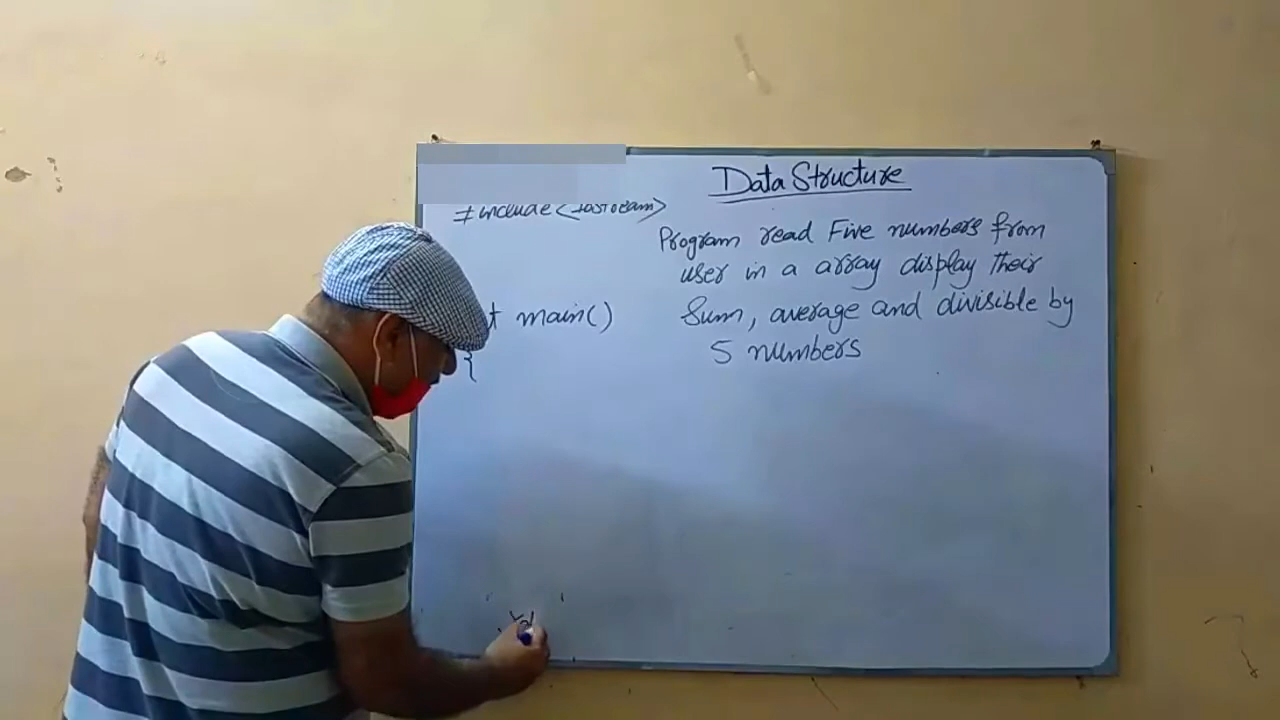 Data Structure
#include <iostream>
Program read Five numbers from
user in a array display their
t main()
Sum, average and divisible by
5 numbers
{